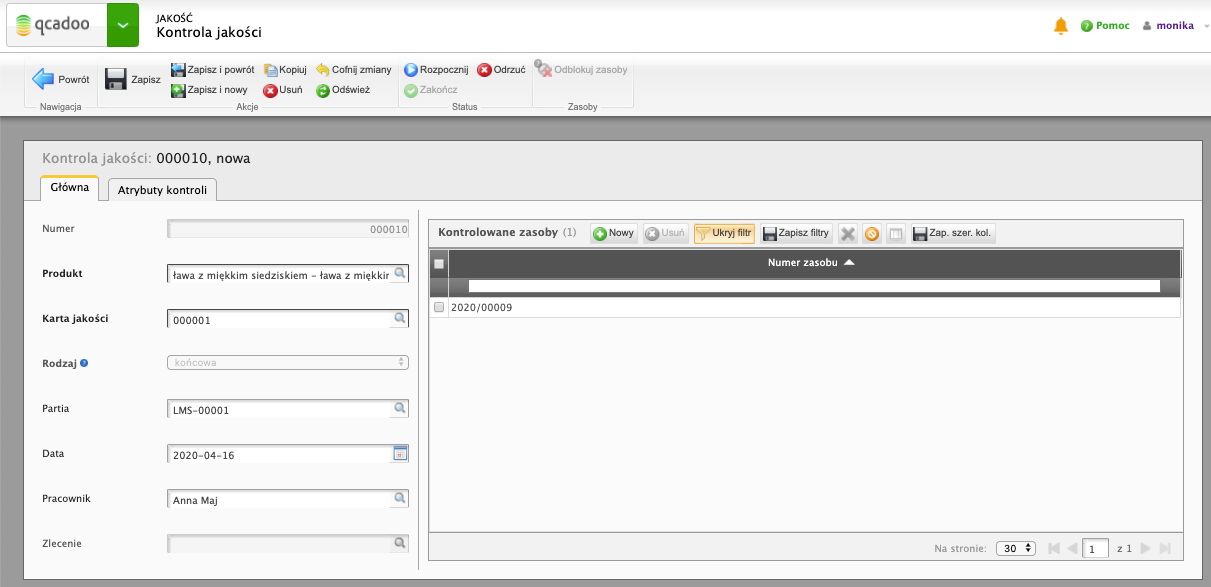 qcadoo
JAKOŚĆ
Kontrola jakości
Pomoc
monika
Powrót
Nawigacja
Zapisz
Zapisz i powrót
Kopiuj
Cofnij zmiany
Zapisz i nowy
Usuń
Odśwież
Akcje
Rozpocznij
Odrzuć
Zakończ
Status
Odblokuj zasoby
Zasoby
Kontrola jakości: 000010, nowa
Główna
Atrybuty kontroli
Numer
000010
Produkt
ława z miękkim siedziskiem - ława z miękkir
Karta jakości
000001
Rodzaj
końcowa
Partia
LMS-00001
Data
2020-04-16
Pracownik
Anna Maj
Zlecenie
Kontrolowane zasoby (1)
Nowy
Usuń
Ukryj filtr
Zapisz filtry
Zap. szer. kol.
Numer zasobu
2020/00009
Na stronie:
30
1
z 1